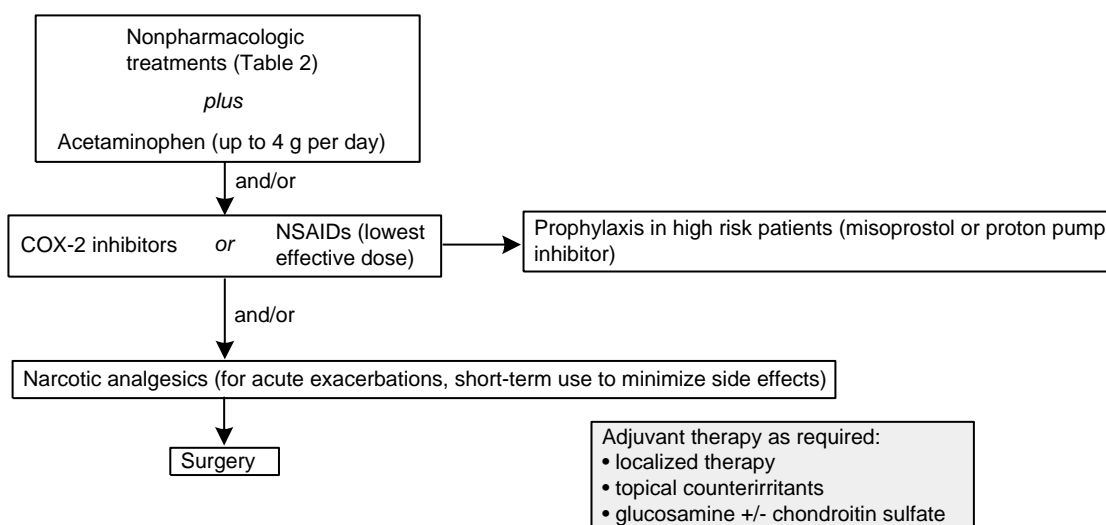 Nonpharmacologic
treatments (Table 2)
plus
Acetaminophen (up to 4 g per day)
and/or
COX-2 inhibitors or NSAIDs (lowest
effective dose)
Prophylaxis in high risk patients (misoprostol or proton pump
inhibitor)
and/or
Narcotic analgesics (for acute exacerbations, short-term use to minimize side effects)
Surgery
Adjuvant therapy as required:
• localized therapy
• topical counterirritants
• glucosamine +/- chondroitin sulfate